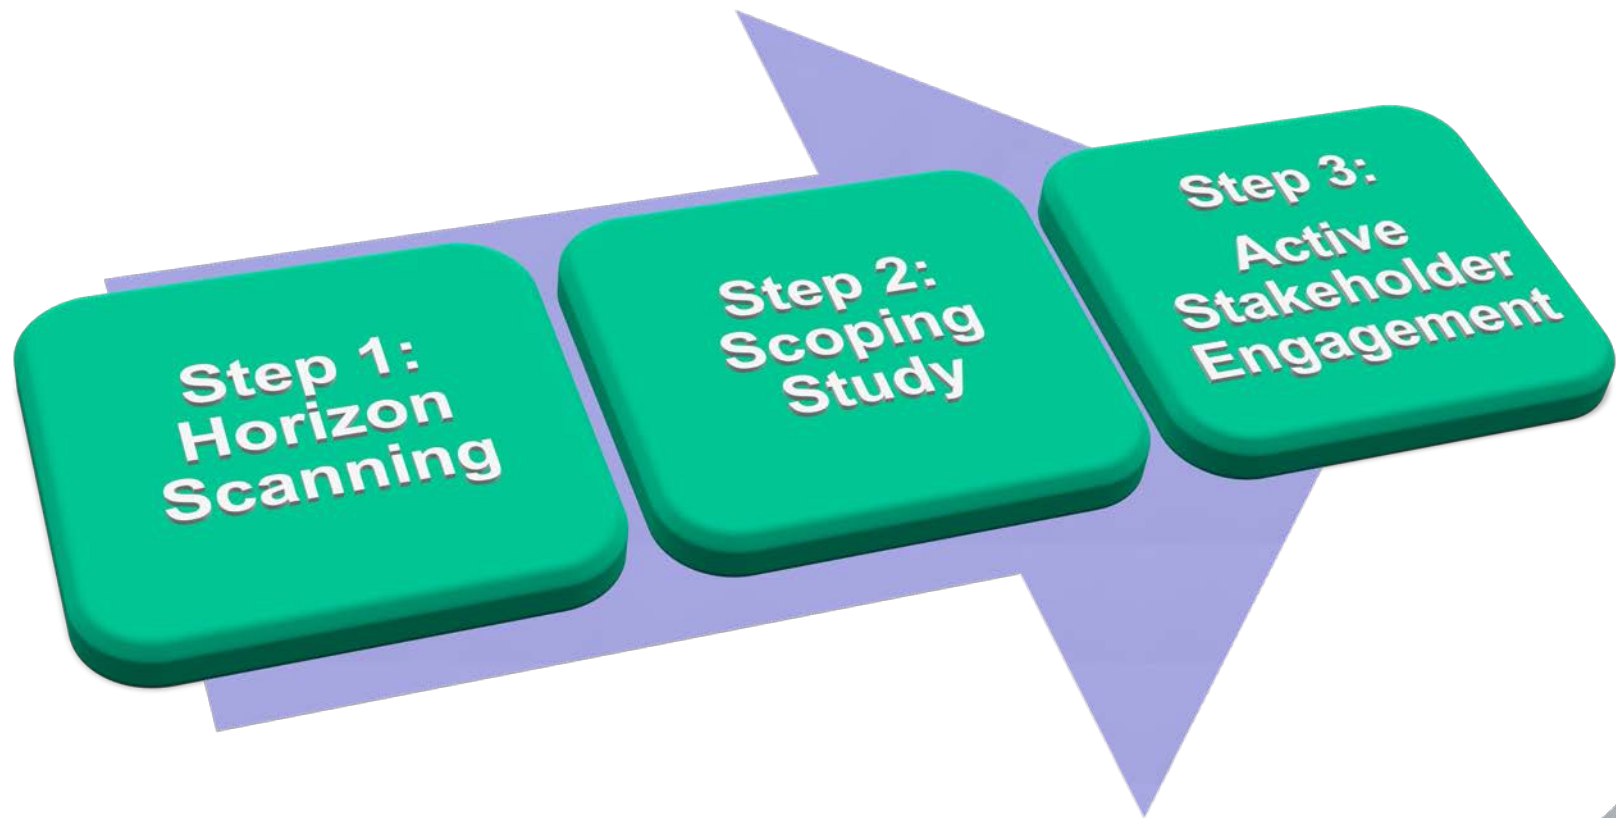 Step 1:
Horizon
Scanning
Step 2:
Scoping
Study
Step 3:
Active
Stakeholder
Engagement